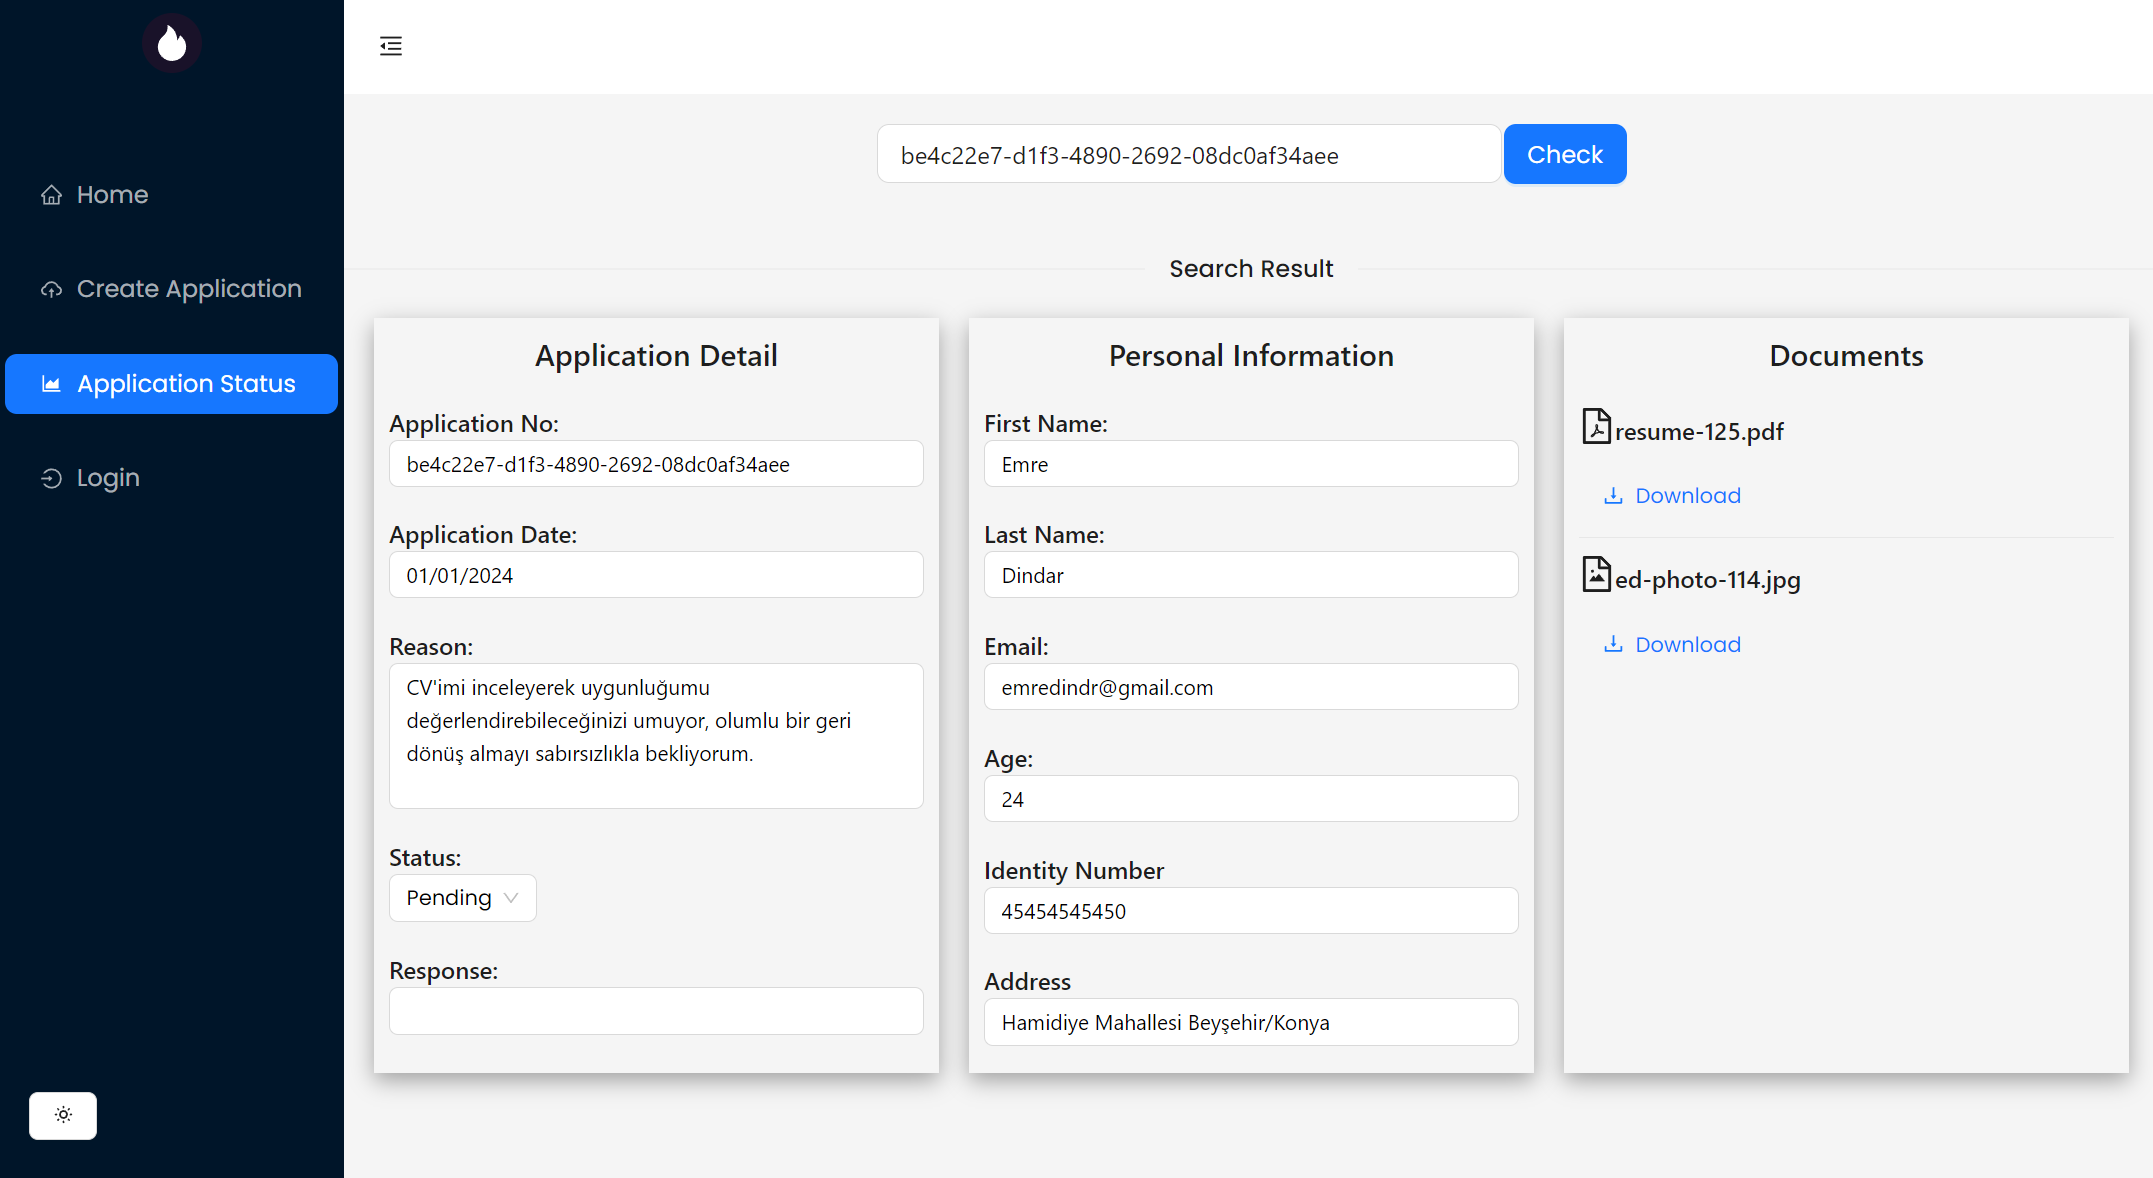 Home
Create Application
Application Status
Login
be4c22e7-d1f3-4890-2692-08dc0af34aee
Check
Search Result
Application Detail
Application No:
be4c22e7-d1f3-4890-2692-08dc0af34aee
Application Date:
01/01/2024
Reason:
CV'imi inceleyerek uygunluğumu
değerlendirebileceğinizi umuyor, olumlu bir geri
dönüş almayı sabırsızlıkla bekliyorum.
Status:
Pending
Response:
Personal Information
First Name:
Emre
Last Name:
Dindar
Email:
emredindr@gmail.com
Age:
24
Identity Number
45454545450
Address
Hamidiye Mahallesi Beyşehir/Konya
Documents
resume-125.pdf
Download
ed-photo-114.jpg
Download